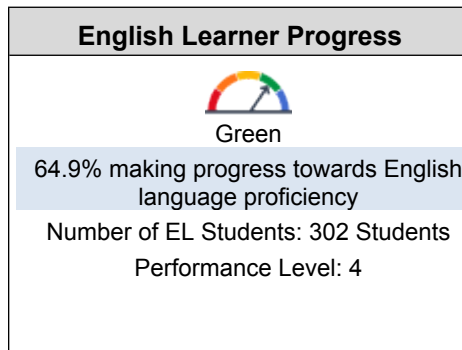 English Learner Progress
Green
64.9% making progress towards English
language proficiency
Number of EL Students: 302 Students
Performance Level: 4